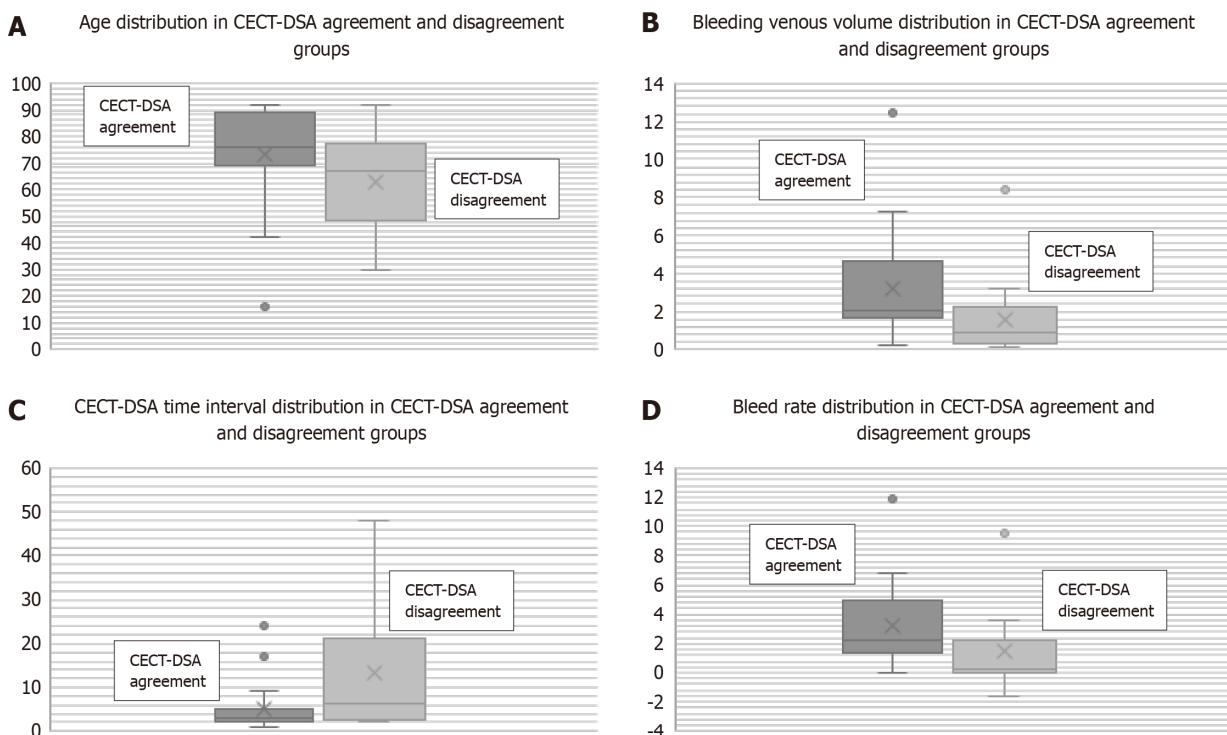 A
Age distribution in CECT-DSA agreement and disagreement
groups
100
90
80
70
60
50
40
30
20
10
0
CECT-DSA
agreement
CECT-DSA
disagreement
B
Bleeding venous volume distribution in CECT-DSA agreement
and disagreement groups
14
12
10
8
6
4
2
0
CECT-DSA
agreement
CECT-DSA
disagreement
C
CECT-DSA time interval distribution in CECT-DSA agreement
and disagreement groups
60
50
40
30
20
10
0
CECT-DSA
agreement
CECT-DSA
disagreement
D
Bleed rate distribution in CECT-DSA agreement and
disagreement groups
14
12
10
8
6
4
2
0
-2
-4
CECT-DSA
agreement
CECT-DSA
disagreement